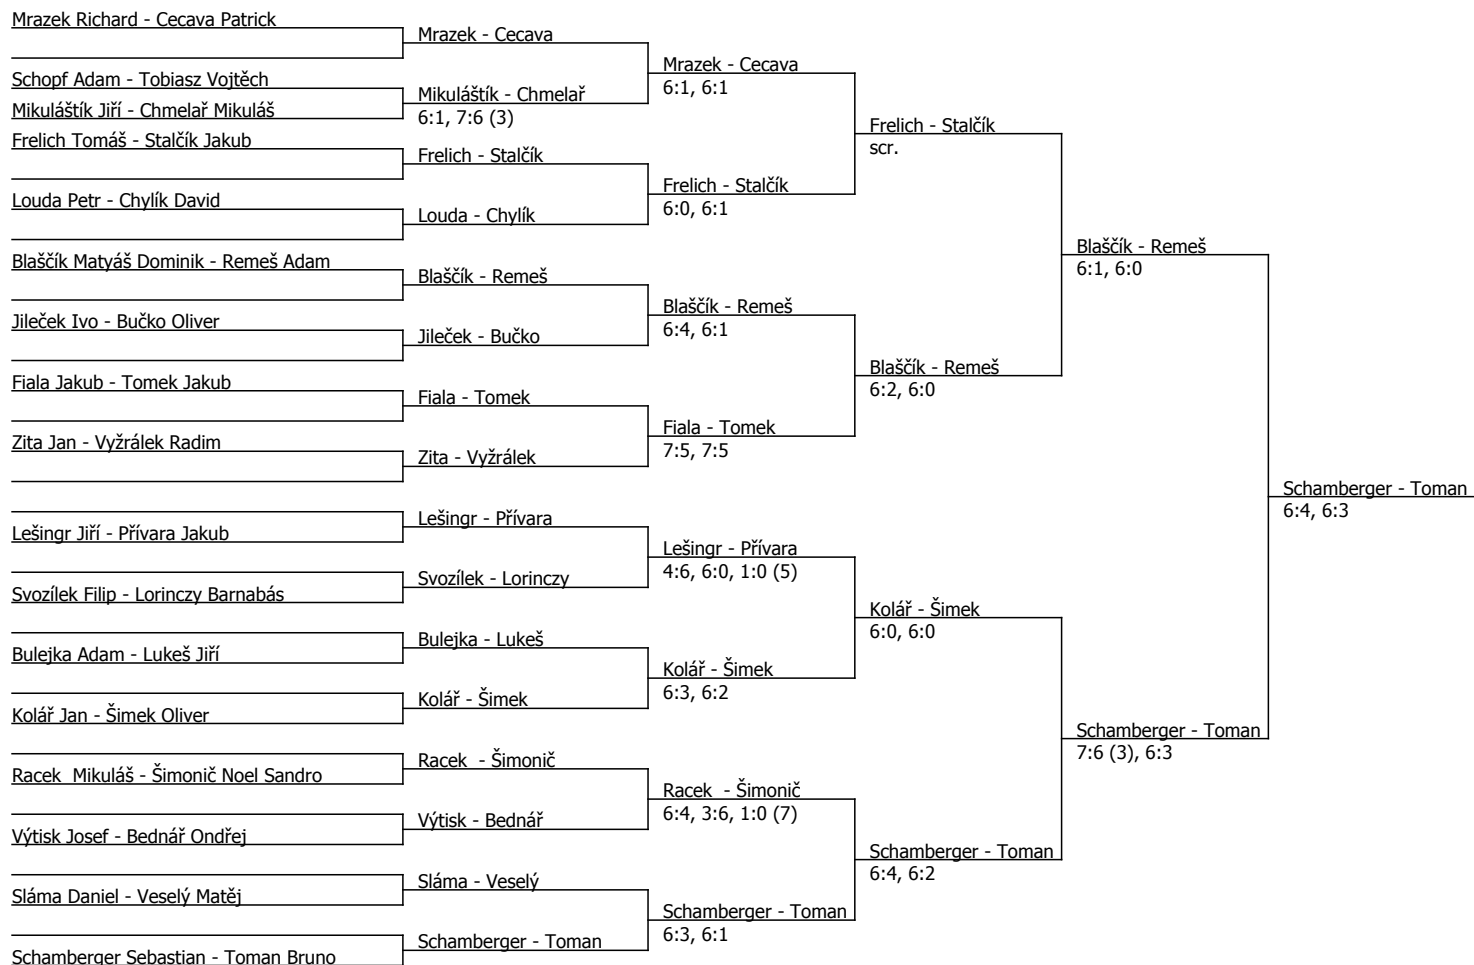 Mrazek Richard - Cecava Patrick
Schopf Adam - Tobiasz Vojtěch
Mikuláštík Jiří - Chmelař Mikuláš
Frelich Tomáš - Stalčík Jakub
Louda Petr - Chylík David
Blaščík Matyáš Dominik - Remeš Adam
Jileček Ivo - Bučko Oliver
Fiala Jakub - Tomek Jakub
Zita Jan - Vyžrálek Radim
Lešingr Jiří - Přívara Jakub
Svozílek Filip - Lorinczy Barnabás
Bulejka Adam - Lukeš Jiří
Kolář Jan - Šimek Oliver
Racek  Mikuláš - Šimonič Noel Sandro
Výtisk Josef - Bednář Ondřej
Sláma Daniel - Veselý Matěj
Schamberger Sebastian - Toman Bruno
Mrazek - Cecava
Mikuláštík - Chmelař
6:1, 7:6 (3)
Frelich - Stalčík
Louda - Chylík
Blaščík - Remeš
Jileček - Bučko
Fiala - Tomek
Zita - Vyžrálek
Lešingr - Přívara
Svozílek - Lorinczy
Bulejka - Lukeš
Kolář - Šimek
Racek  - Šimonič
Výtisk - Bednář
Sláma - Veselý
Schamberger - Toman
Mrazek - Cecava
6:1, 6:1
Frelich - Stalčík
6:0, 6:1
Blaščík - Remeš
6:4, 6:1
Fiala - Tomek
7:5, 7:5
Lešingr - Přívara
4:6, 6:0, 1:0 (5)
Kolář - Šimek
6:3, 6:2
Racek  - Šimonič
6:4, 3:6, 1:0 (7)
Schamberger - Toman
6:3, 6:1
Frelich - Stalčík
scr.
Blaščík - Remeš
6:2, 6:0
Kolář - Šimek
6:0, 6:0
Schamberger - Toman
6:4, 6:2
Blaščík - Remeš
6:1, 6:0
Schamberger - Toman
7:6 (3), 6:3
Schamberger - Toman
6:4, 6:3